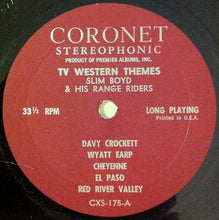 CORONET
STEREOPHONIC
PRODUCT OF PREMIER ALBUMS, INC.
TV WESTERN THEMES
SLIM BOYD
& HIS RANGE RIDERS
33⅓ RPM
LONG PLAYING
Printed in U.S.A.
DAVY CROCKETT
WYATT EARP
CHEYENNE
EL PASO
RED RIVER VALLEY
CXS-175-A